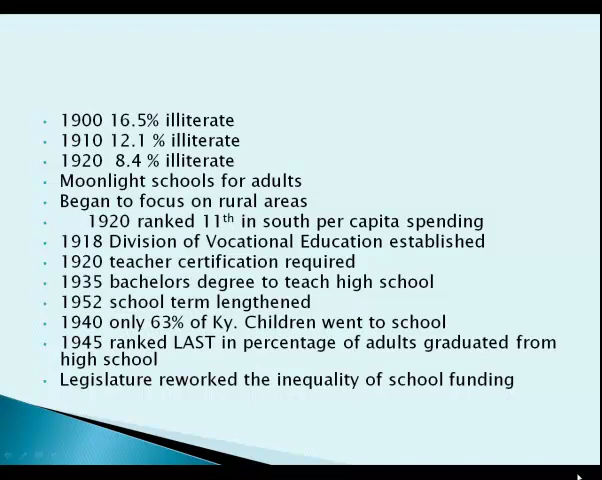 • 1900 16.5% illiterate
• 1910 12.1 % illiterate
• 1920 8.4 % illiterate
• Moonlight schools for adults
• Began to focus on rural areas
• 1920 ranked 11th in south per capita spending
• 1918 Division of Vocational Education established
• 1920 teacher certification required
• 1935 bachelors degree to teach high school
• 1952 school term lengthened
• 1940 only 63% of Ky. Children went to school
• 1945 ranked LAST in percentage of adults graduated from
high school
• Legislature reworked the inequality of school funding